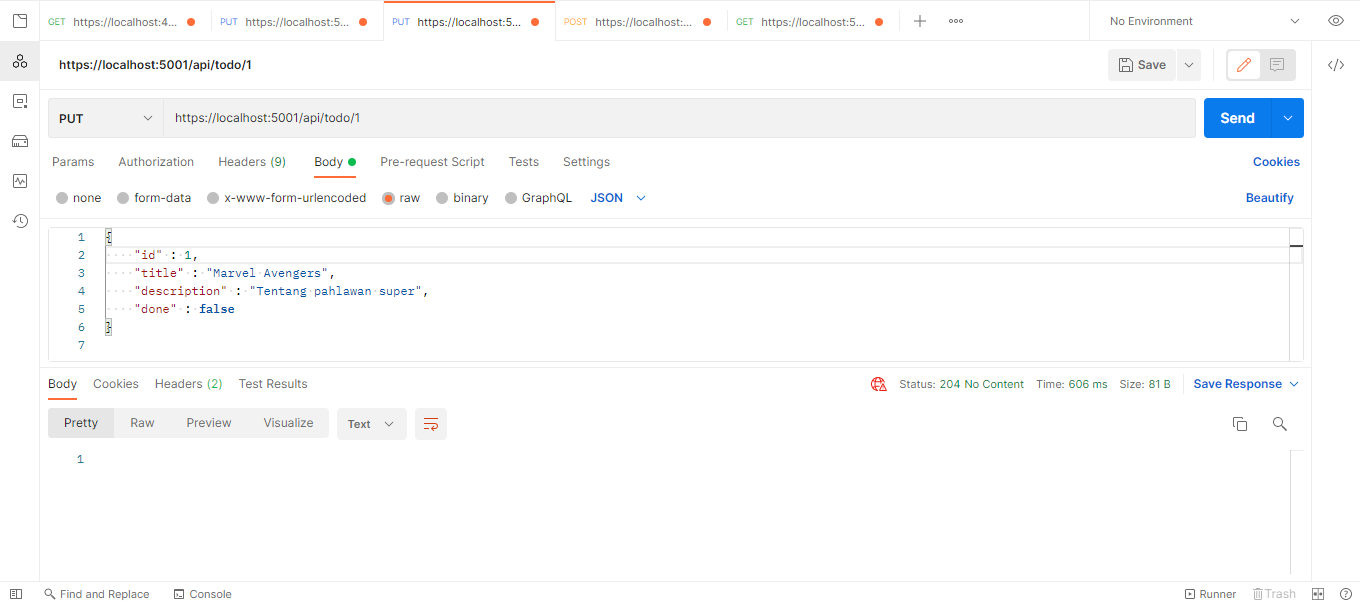 GET https://localhost:4... PUT https://localhost:5... PUT https://localhost:5... POST https://localhost:... GET https://localhost:5... No Environment
https://localhost:5001/api/todo/1 Save
PUT https://localhost:5001/api/todo/1 Send
Params Authorization Headers (9) Body Pre-request Script Tests Settings Cookies
none form-data x-www-form-urlencoded raw binary GraphQL JSON Beautify
1 {
2 "id" : 1,
3 "title" : "Marvel Avengers",
4 "description" : "Tentang pahlawan super",
5 "done" : false
6 }
7
Body Cookies Headers (2) Test Results Status: 204 No Content Time: 606 ms Size: 81 B Save Response
Pretty Raw Preview Visualize Text
1
Find and Replace Console Runner Trash